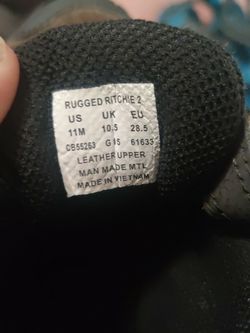 RUGGED RITCHIE 2
US UK EU
11M 10.5 28.5
CB55263 G IS 61633
LEATHER UPPER
MAN MADE MTL
MADE IN VIETNAM